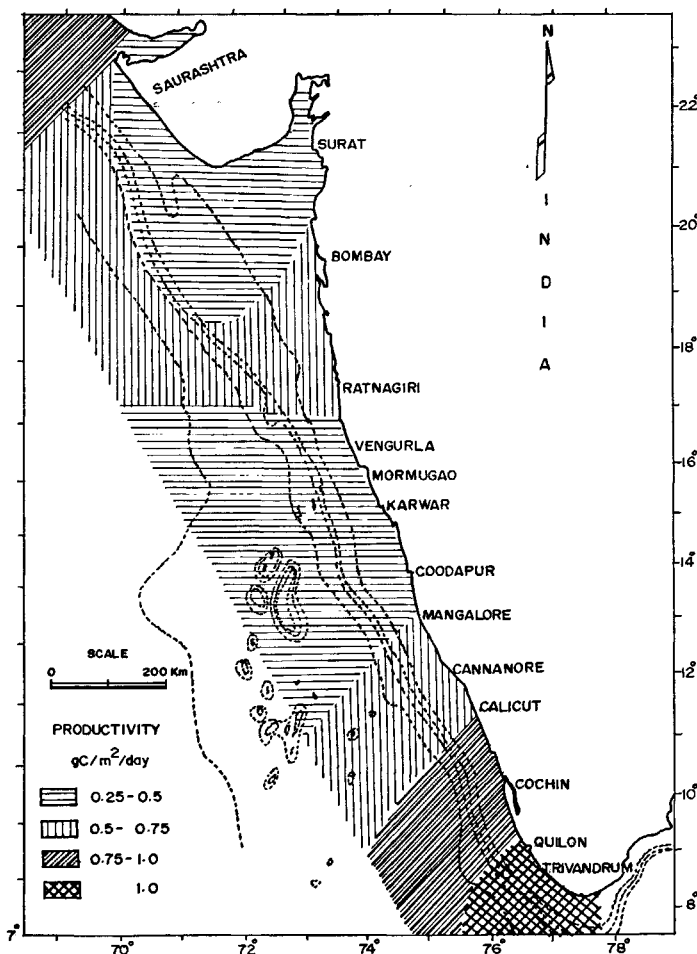 SAURASHTRA
N
22°
SURAT
I
20°
N
BOMBAY
D
I
18°
A
RATNAGIRI
VENGURLA
16°
MORMUGAO
KARWAR
14°
COODAPUR
MANGALORE
SCALE
0 200 Km
CANNANORE
12°
CALICUT
PRODUCTIVITY
gC/m²/day
COCHIN
10°
0.25-0.5
0.5- 0.75
QUILON
0.75-1.0
TRIVANDRUM
1.0
8°
7°
70° 72° 74° 76° 78°